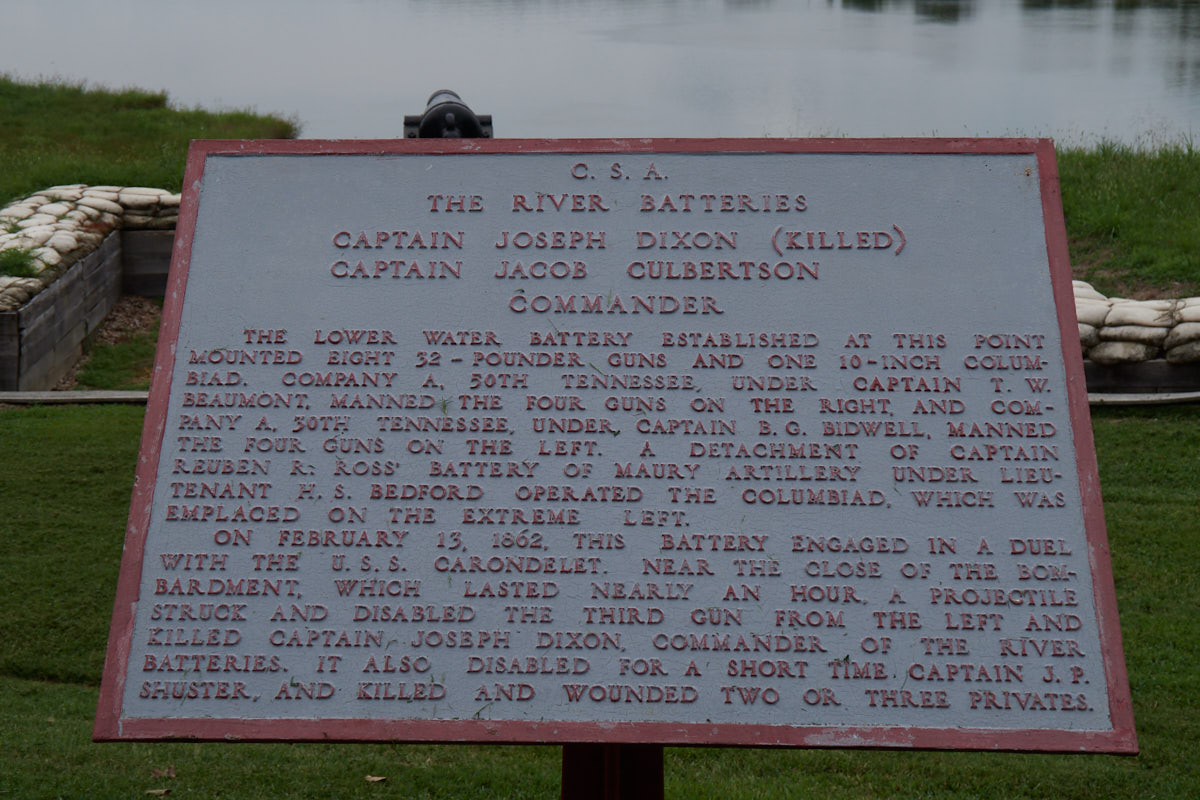 C. S. A.
THE RIVER BATTERIES
CAPTAIN JOSEPH DIXON (KILLED)
CAPTAIN JACOB CULBERTSON
COMMANDER
THE LOWER WATER BATTERY ESTABLISHED AT THIS POINT
MOUNTED EIGHT 32-POUNDER GUNS AND ONE 10-INCH COLUM-
BIAD. COMPANY A, 50TH TENNESSEE, UNDER CAPTAIN T. W.
BEAUMONT, MANNED THE FOUR GUNS ON THE RIGHT, AND COM-
PANY A, 30TH TENNESSEE, UNDER, CAPTAIN B. G. BIDWELL, MANNED
THE FOUR GUNS ON THE LEFT. A DETACHMENT OF CAPTAIN
REUBEN R. ROSS' BATTERY OF MAURY ARTILLERY UNDER LIEU-
TENANT H. S. BEDFORD OPERATED THE COLUMBIAD, WHICH WAS
EMPLACED ON THE EXTREME LEFT.
ON FEBRUARY 13, 1862, THIS BATTERY ENGAGED IN A DUEL
WITH THE U. S. S. CARONDELET. NEAR THE CLOSE OF THE BOM-
BARDMENT, WHICH LASTED NEARLY AN HOUR, A PROJECTILE
STRUCK AND DISABLED THE THIRD GUN FROM THE LEFT AND
KILLED CAPTAIN JOSEPH DIXON, COMMANDER OF THE RIVER
BATTERIES. IT ALSO DISABLED FOR A SHORT TIME CAPTAIN J. P.
SHUSTER, AND KILLED AND WOUNDED TWO OR THREE PRIVATES.